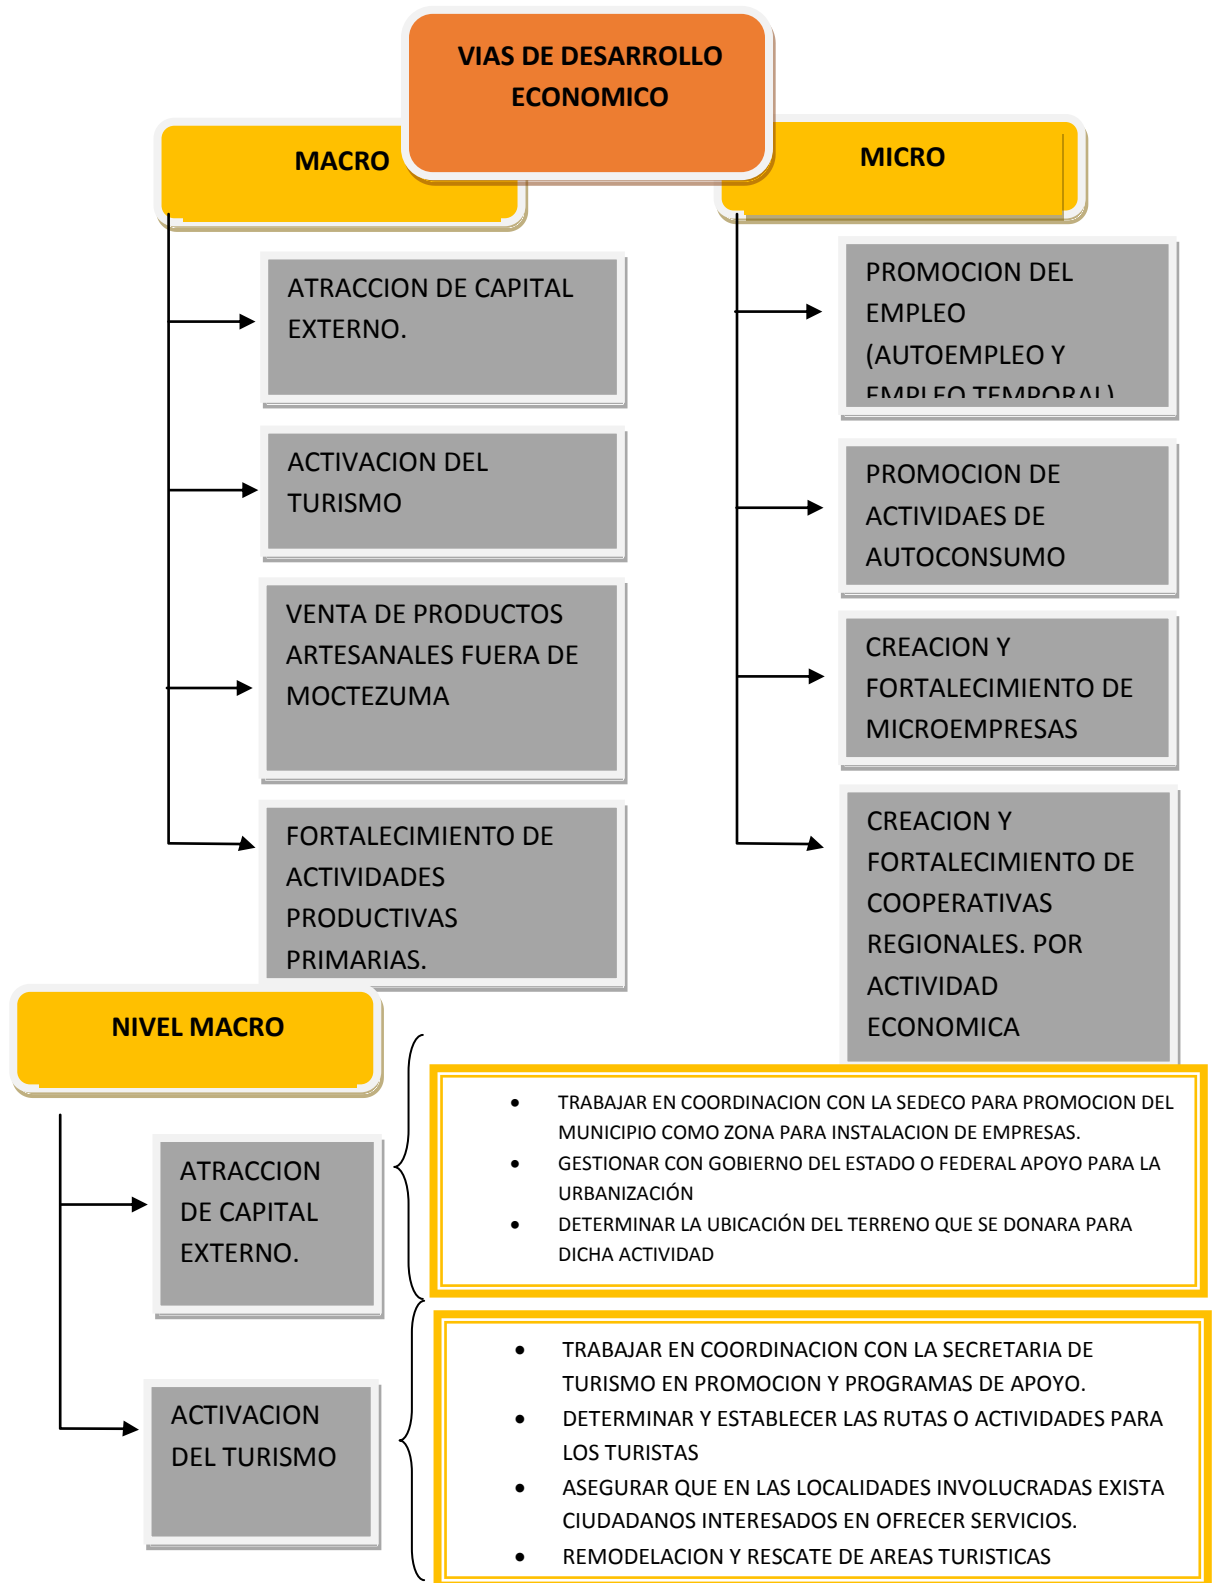 VIAS DE DESARROLLO
ECONOMICO
MACRO
MICRO
ATRACCION DE CAPITAL
EXTERNO.
ACTIVACION DEL
TURISMO
VENTA DE PRODUCTOS
ARTESANALES FUERA DE
MOCTEZUMA
FORTALECIMIENTO DE
ACTIVIDADES
PRODUCTIVAS
PRIMARIAS.
PROMOCION DEL
EMPLEO
(AUTOEMPLEO Y
EMPLEO TEMPORAL)
PROMOCION DE
ACTIVIDAES DE
AUTOCONSUMO
CREACION Y
FORTALECIMIENTO DE
MICROEMPRESAS
CREACION Y
FORTALECIMIENTO DE
COOPERATIVAS
REGIONALES. POR
ACTIVIDAD
ECONOMICA
NIVEL MACRO
ATRACCION
DE CAPITAL
EXTERNO.
• TRABAJAR EN COORDINACION CON LA SEDECO PARA PROMOCION DEL
MUNICIPIO COMO ZONA PARA INSTALACION DE EMPRESAS.
• GESTIONAR CON GOBIERNO DEL ESTADO O FEDERAL APOYO PARA LA
URBANIZACIÓN
• DETERMINAR LA UBICACIÓN DEL TERRENO QUE SE DONARA PARA
DICHA ACTIVIDAD
ACTIVACION
DEL TURISMO
• TRABAJAR EN COORDINACION CON LA SECRETARIA DE
TURISMO EN PROMOCION Y PROGRAMAS DE APOYO.
• DETERMINAR Y ESTABLECER LAS RUTAS O ACTIVIDADES PARA
LOS TURISTAS
• ASEGURAR QUE EN LAS LOCALIDADES INVOLUCRADAS EXISTA
CIUDADANOS INTERESADOS EN OFRECER SERVICIOS.
• REMODELACION Y RESCATE DE AREAS TURISTICAS